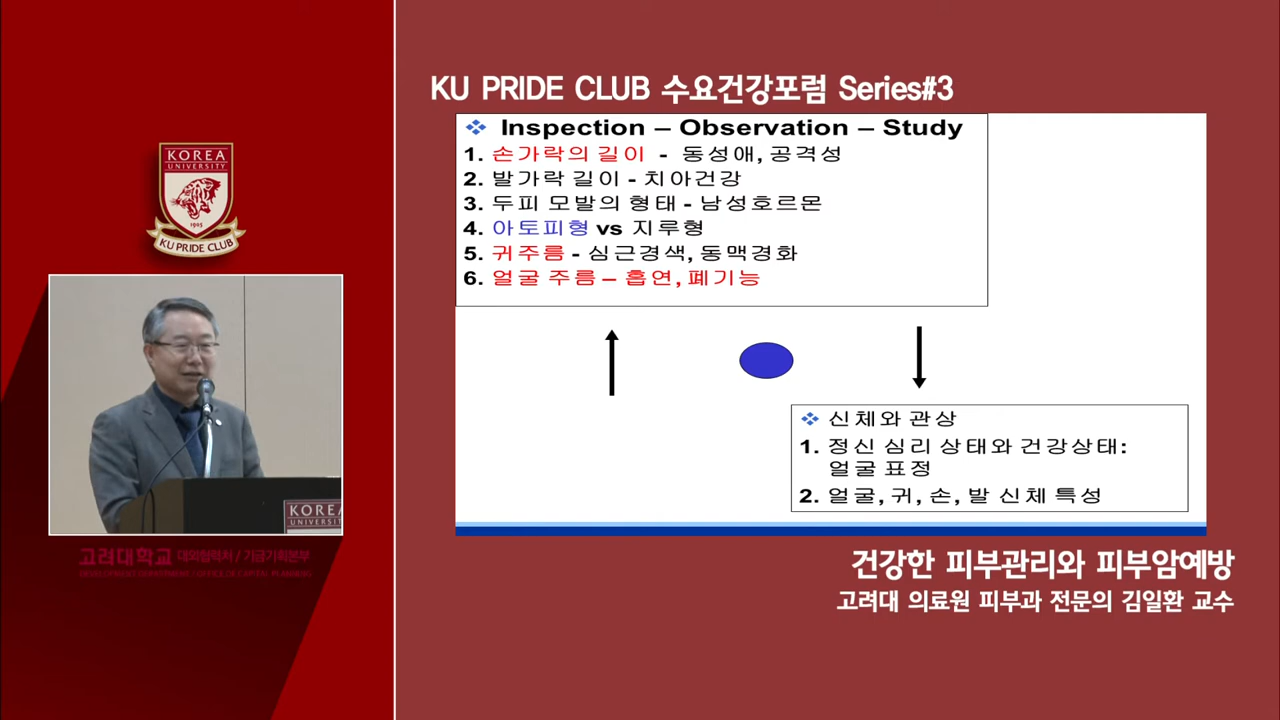 KU PRIDE CLUB 수요건강포럼 Series#3
KOREA
UNIVERSITY
1905
KU PRIDE CLUB
❖ Inspection – Observation – Study
1. 손가락의 길이 - 동성애, 공격성
2. 발가락 길이 - 치아건강
3. 두피 모발의 형태 - 남성호르몬
4. 아토피형 vs 지루형
5. 귀주름 - 심근경색, 동맥경화
6. 얼굴 주름 – 흡연, 폐기능
❖ 신체와 관상
1. 정신 심리 상태와 건강상태:
얼굴 표정
2. 얼굴, 귀, 손, 발 신체 특성
KOREA
UNIVERSITY
고려대학교 대외협력처 / 기금기획본부
건강한 피부관리와 피부암예방
고려대 의료원 피부과 전문의 김일환 교수